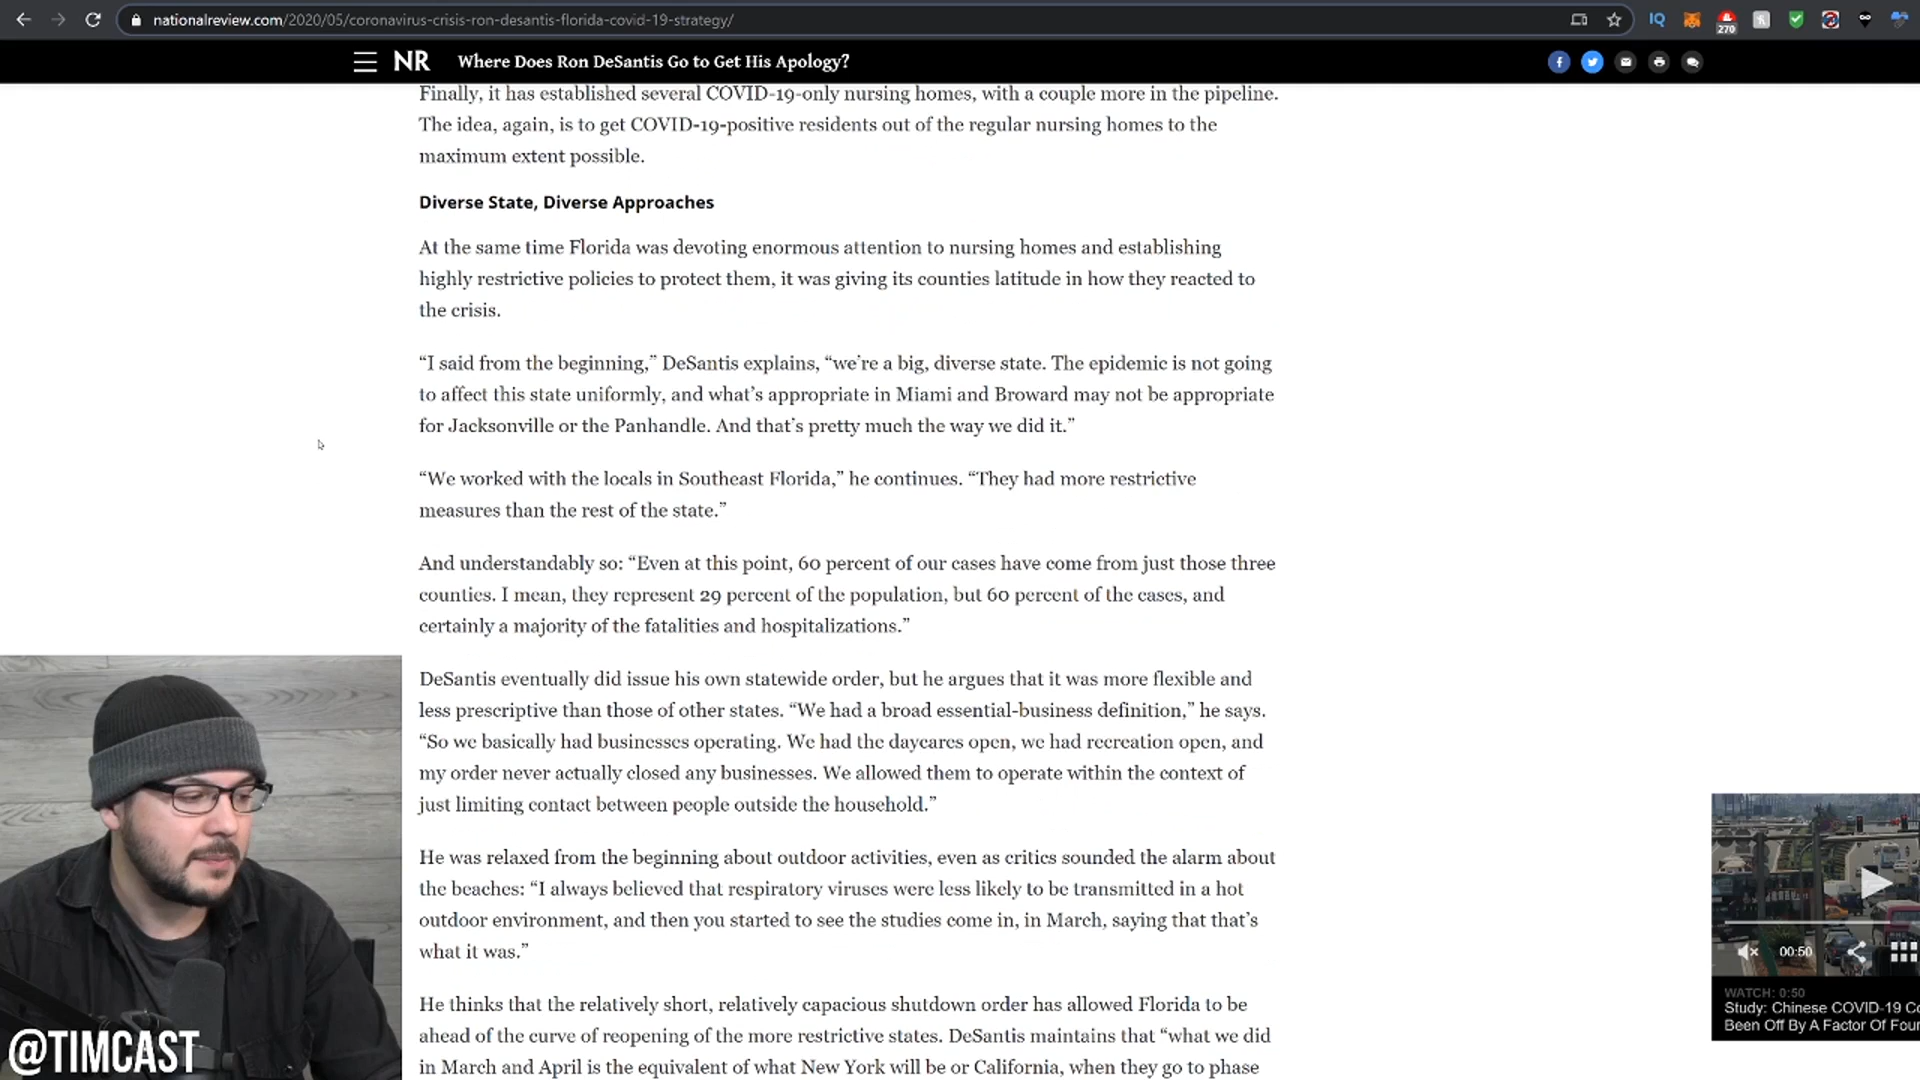 nationalreview.com/2020/05/coronavirus-crisis-ron-desantis-florida-covid-19-strategy/
IQ
270
NR
Where Does Ron DeSantis Go to Get His Apology?
Finally, it has established several COVID-19-only nursing homes, with a couple more in the pipeline.
The idea, again, is to get COVID-19-positive residents out of the regular nursing homes to the
maximum extent possible.
Diverse State, Diverse Approaches
At the same time Florida was devoting enormous attention to nursing homes and establishing
highly restrictive policies to protect them, it was giving its counties latitude in how they reacted to
the crisis.
“I said from the beginning,” DeSantis explains, “we’re a big, diverse state. The epidemic is not going
to affect this state uniformly, and what’s appropriate in Miami and Broward may not be appropriate
for Jacksonville or the Panhandle. And that’s pretty much the way we did it.”
“We worked with the locals in Southeast Florida,” he continues. “They had more restrictive
measures than the rest of the state.”
And understandably so: “Even at this point, 60 percent of our cases have come from just those three
counties. I mean, they represent 29 percent of the population, but 60 percent of the cases, and
certainly a majority of the fatalities and hospitalizations.”
DeSantis eventually did issue his own statewide order, but he argues that it was more flexible and
less prescriptive than those of other states. “We had a broad essential-business definition,” he says.
“So we basically had businesses operating. We had the daycares open, we had recreation open, and
my order never actually closed any businesses. We allowed them to operate within the context of
just limiting contact between people outside the household.”
He was relaxed from the beginning about outdoor activities, even as critics sounded the alarm about
the beaches: “I always believed that respiratory viruses were less likely to be transmitted in a hot
outdoor environment, and then you started to see the studies come in, in March, saying that that’s
what it was.”
He thinks that the relatively short, relatively capacious shutdown order has allowed Florida to be
ahead of the curve of reopening of the more restrictive states. DeSantis maintains that “what we did
in March and April is the equivalent of what New York will be or California, when they go to phase
00:50
WATCH: 0:50
Study: Chinese COVID-19 C
Been Off By A Factor Of Four
@TIMCAST